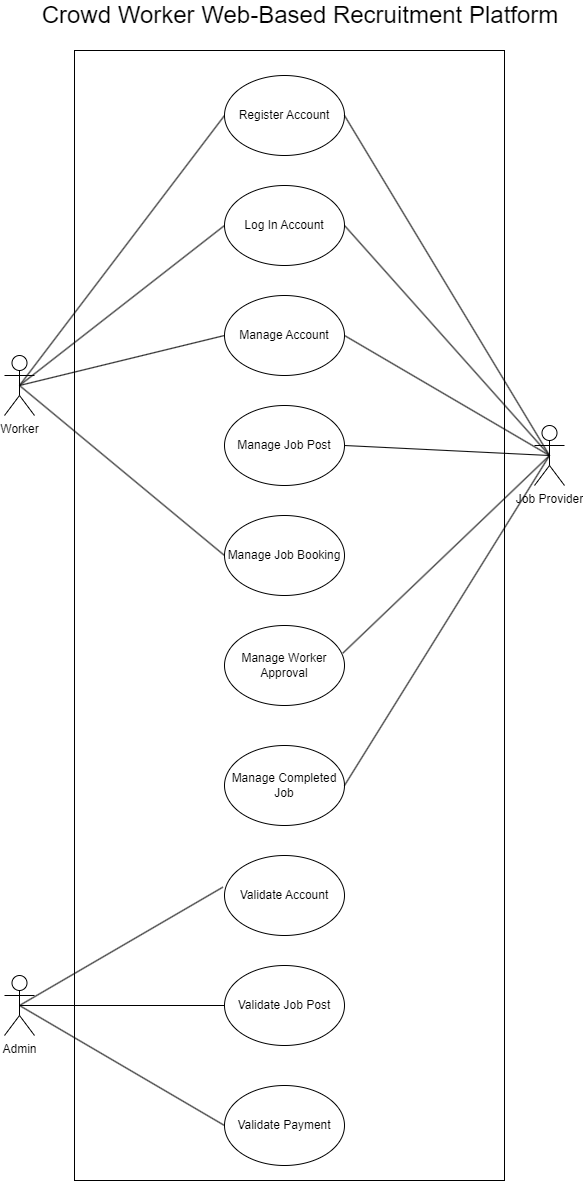 Crowd Worker Web-Based Recruitment Platform
Register Account
Log In Account
Manage Account
Worker
Manage Job Post
Job Provider
Manage Job Booking
Manage Worker
Approval
Manage Completed
Job
Validate Account
Validate Job Post
Admin
Validate Payment